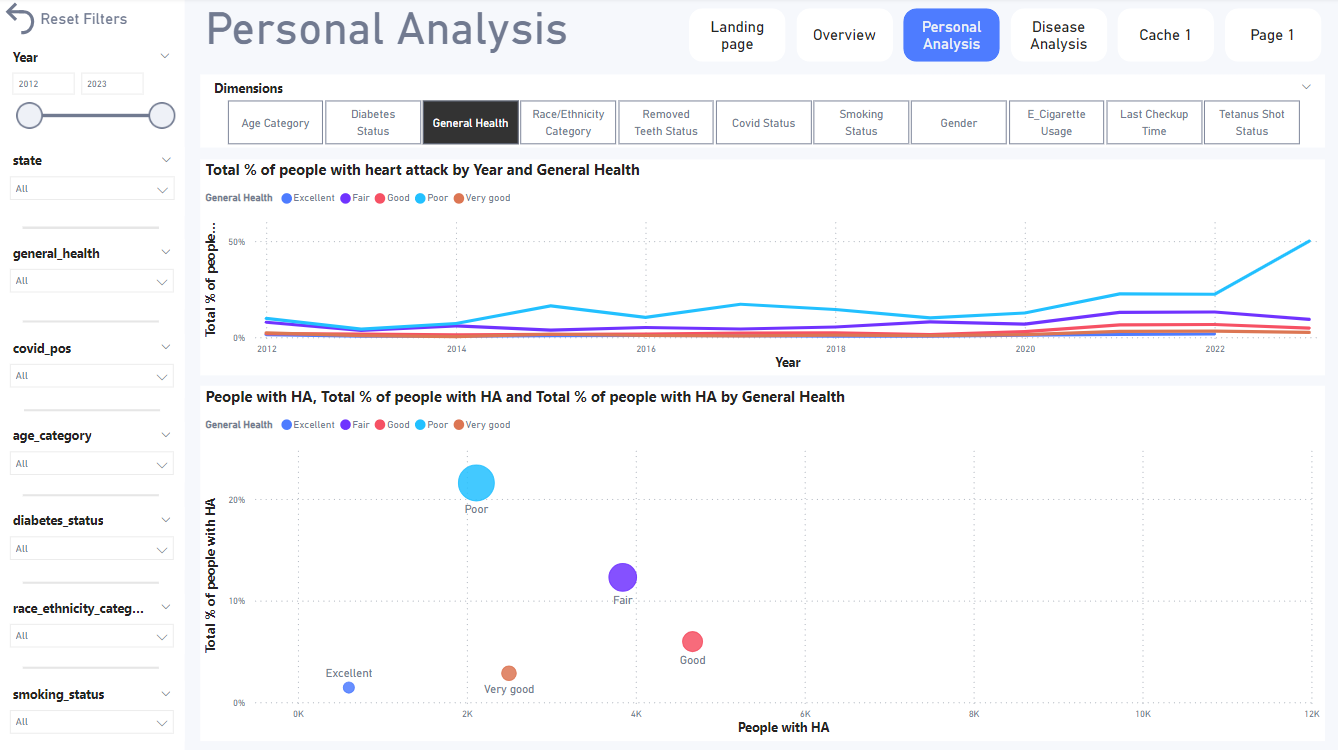 Reset Filters
Year
2012
2023
state
All
general_health
All
covid_pos
All
age_category
All
diabetes_status
All
race_ethnicity_categ...
All
smoking_status
All
Personal Analysis
Landing
page
Overview
Personal
Analysis
Disease
Analysis
Cache 1
Page 1
Dimensions
Age Category
Diabetes
Status
General Health
Race/Ethnicity
Category
Removed
Teeth Status
Covid Status
Smoking
Status
Gender
E_Cigarette
Usage
Last Checkup
Time
Tetanus Shot
Status
Total % of people with heart attack by Year and General Health
General Health Excellent Fair Good Poor Very good
Total % of people...
50%
0%
2012 2014 2016 2018 2020 2022
Year
People with HA, Total % of people with HA and Total % of people with HA by General Health
General Health Excellent Fair Good Poor Very good
Total % of people with HA
20%
10%
0%
Poor
Fair
Good
Excellent
Very good
0K 2K 4K 6K 8K 10K 12K
People with HA